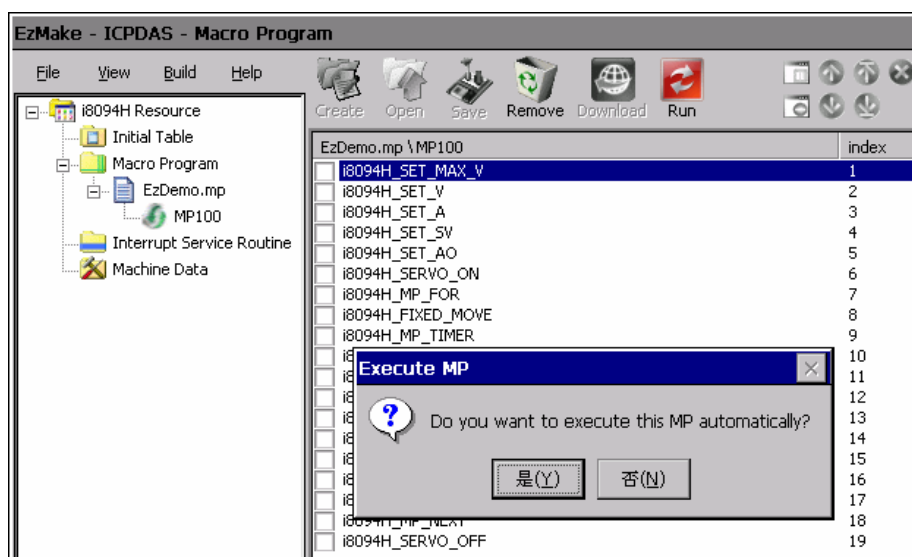 EzMake - ICPDAS - Macro Program
File View Build Help
Create Open Save Remove Download Run
i8094H Resource
Initial Table
Macro Program
EzDemo.mp
MP100
Interrupt Service Routine
Machine Data
EzDemo.mp \ MP100 index
i8094H_SET_MAX_V 1
i8094H_SET_V 2
i8094H_SET_A 3
i8094H_SET_SV 4
i8094H_SET_AO 5
i8094H_SERVO_ON 6
i8094H_MP_FOR 7
i8094H_FIXED_MOVE 8
i8094H_MP_TIMER 9
10
11
12
13
14
15
16
17
i8094H_MP_NEXT 18
i8094H_SERVO_OFF 19
Execute MP
Do you want to execute this MP automatically?
是(Y) 否(N)